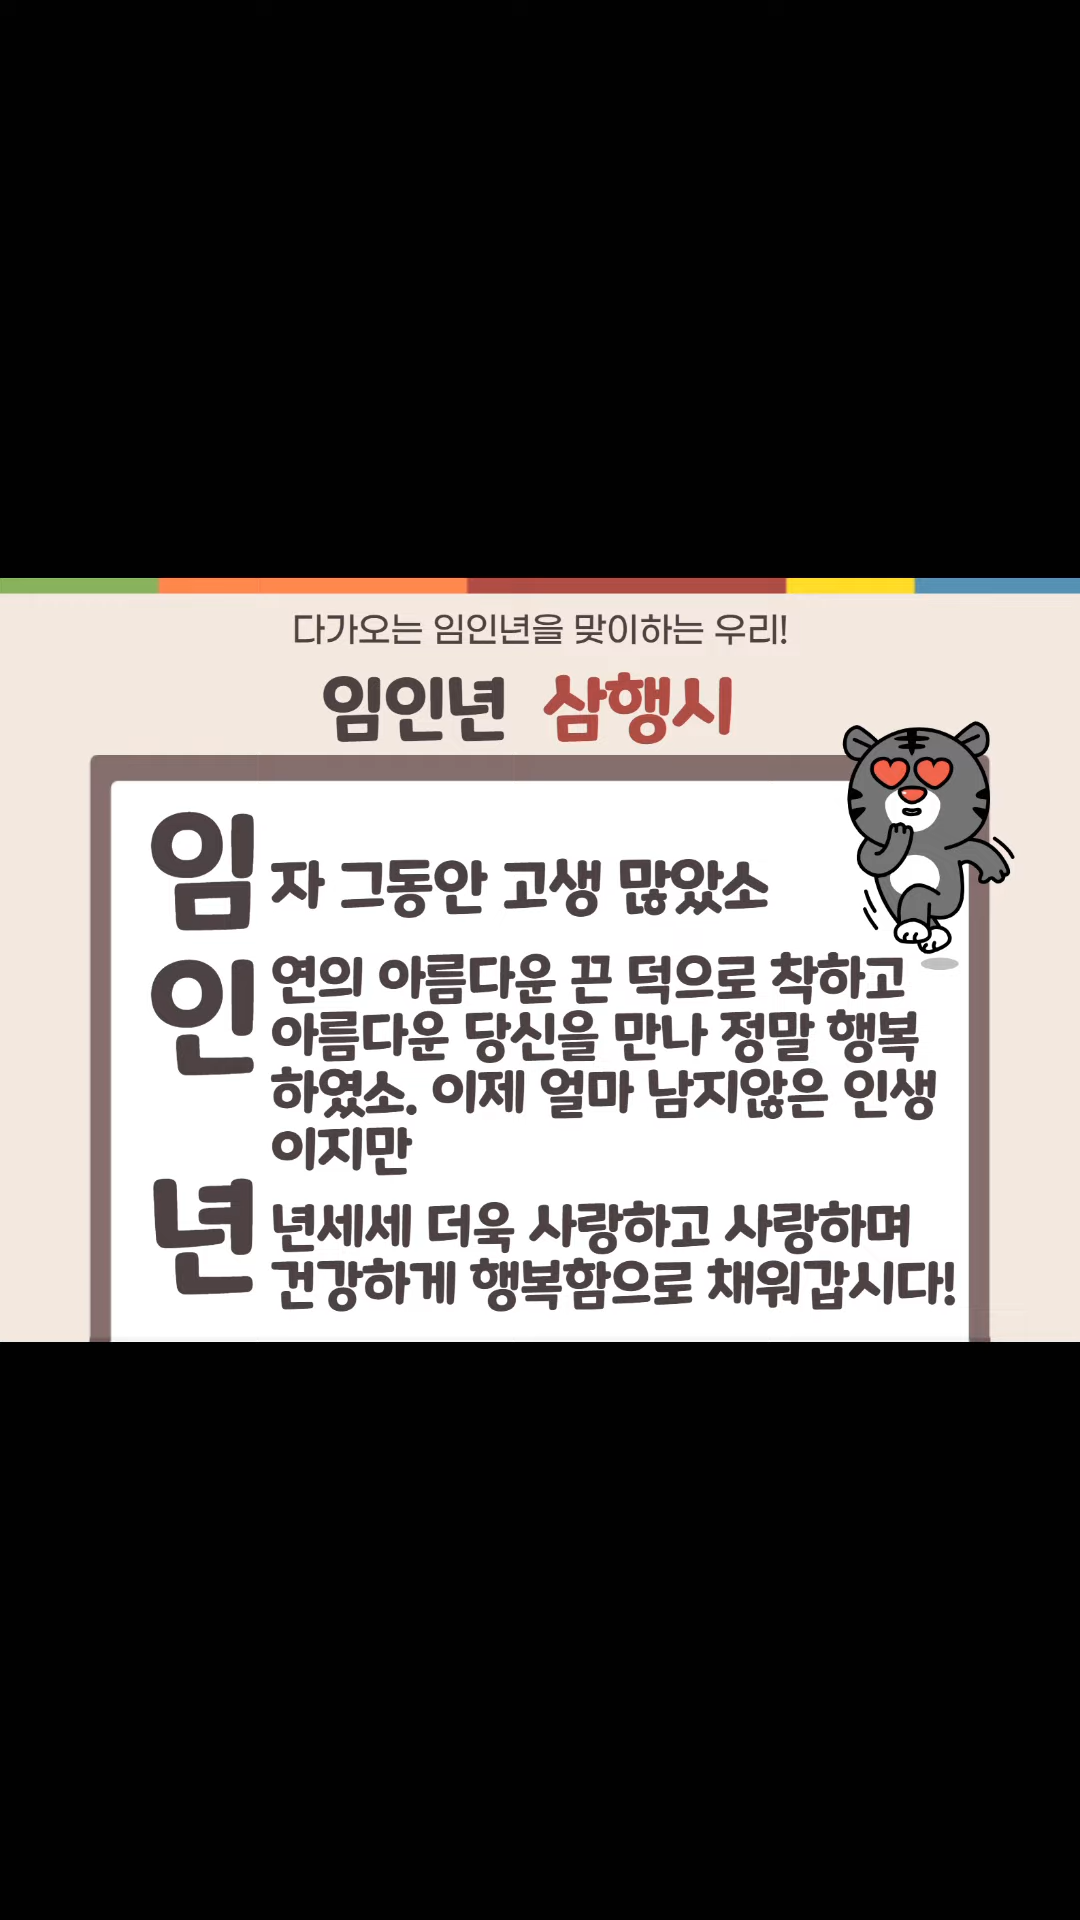 다가오는 임인년을 맞이하는 우리!
임인년 삼행시
임 자 그동안 고생 많았소
인 연의 아름다운 끈 덕으로 착하고
아름다운 당신을 만나 정말 행복
하였소. 이제 얼마 남지않은 인생
이지만
년 년세세 더욱 사랑하고 사랑하며
건강하게 행복함으로 채워갑시다!